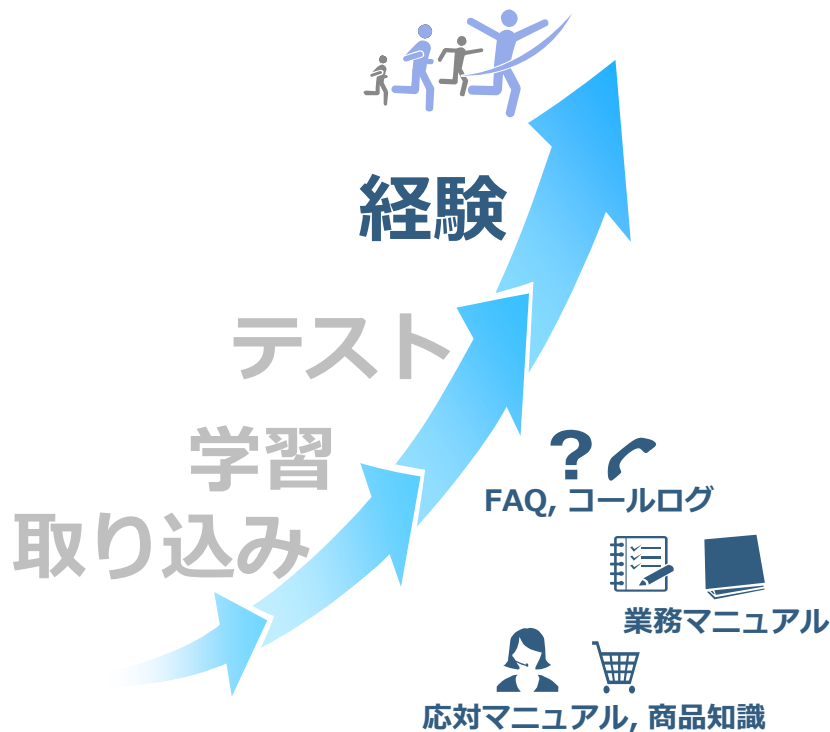 経験
テスト
学習
取り込み
?
FAQ, コールログ
業務マニュアル
応対マニュアル, 商品知識